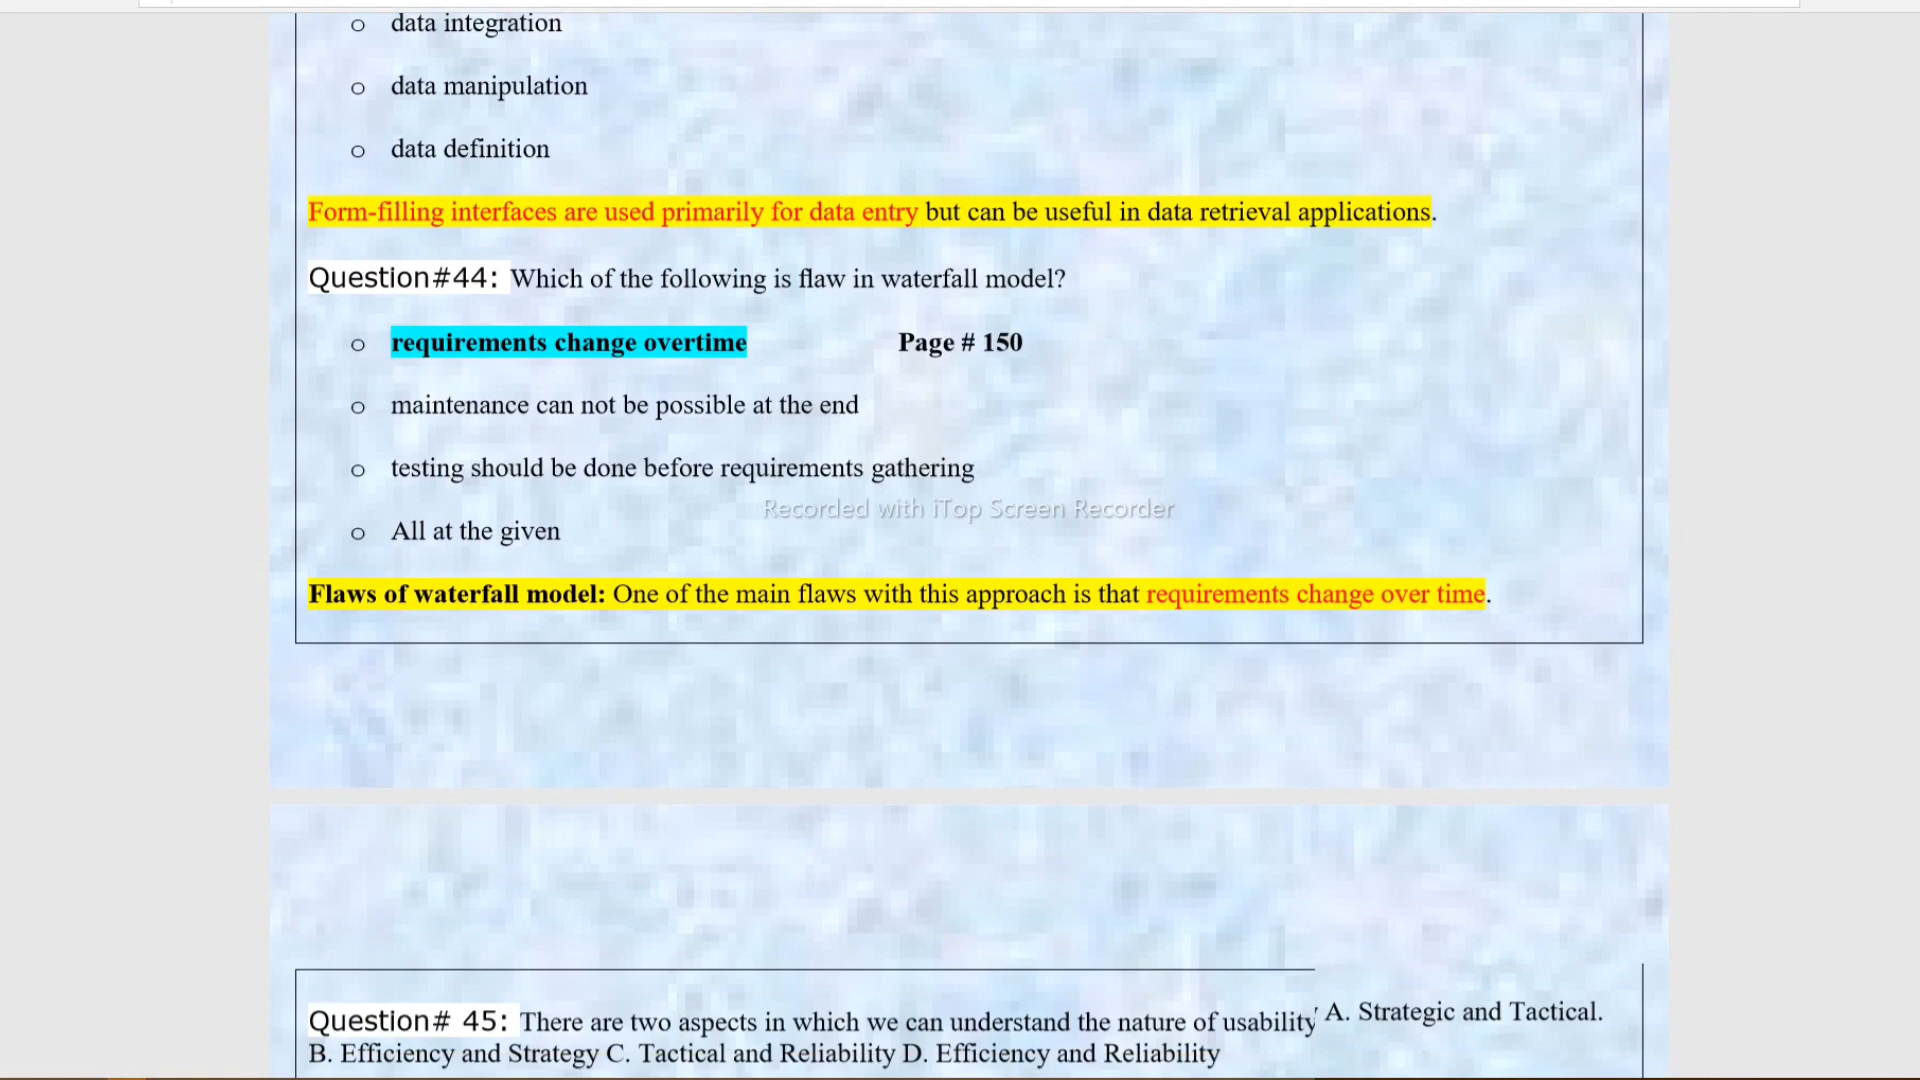 o data integration
o data manipulation
o data definition
Form-filling interfaces are used primarily for data entry but can be useful in data retrieval applications.
Question#44: Which of the following is flaw in waterfall model?
o requirements change overtime Page # 150
o maintenance can not be possible at the end
o testing should be done before requirements gathering
Recorded with iTop Screen Recorder
o All at the given
Flaws of waterfall model: One of the main flaws with this approach is that requirements change over time.
Question# 45: There are two aspects in which we can understand the nature of usability A. Strategic and Tactical.
B. Efficiency and Strategy C. Tactical and Reliability D. Efficiency and Reliability